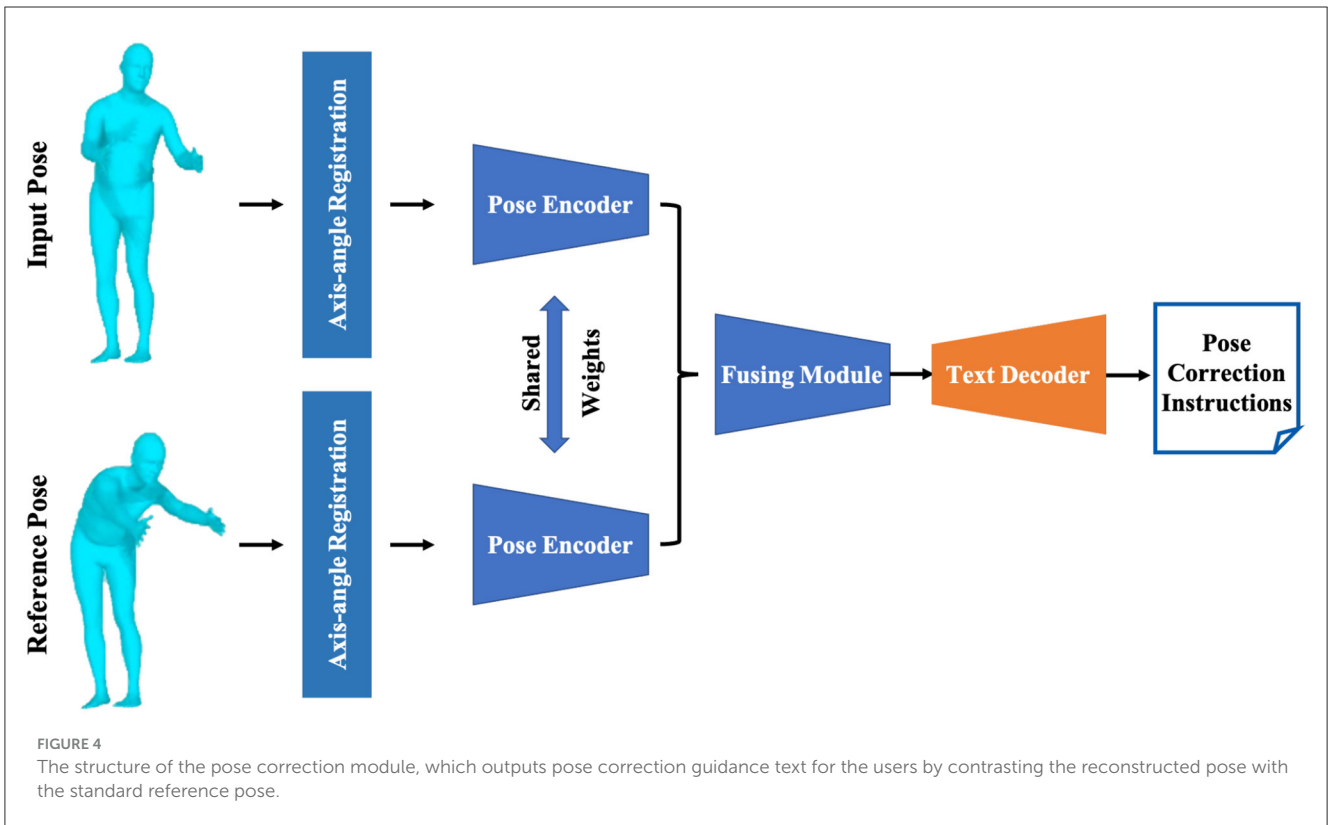 Input Pose
Axis-angle Registration
Pose Encoder
Shared
Weights
Fusing Module
Text Decoder
Pose
Correction
Instructions
Reference Pose
Axis-angle Registration
Pose Encoder
FIGURE 4
The structure of the pose correction module, which outputs pose correction guidance text for the users by contrasting the reconstructed pose with
the standard reference pose.